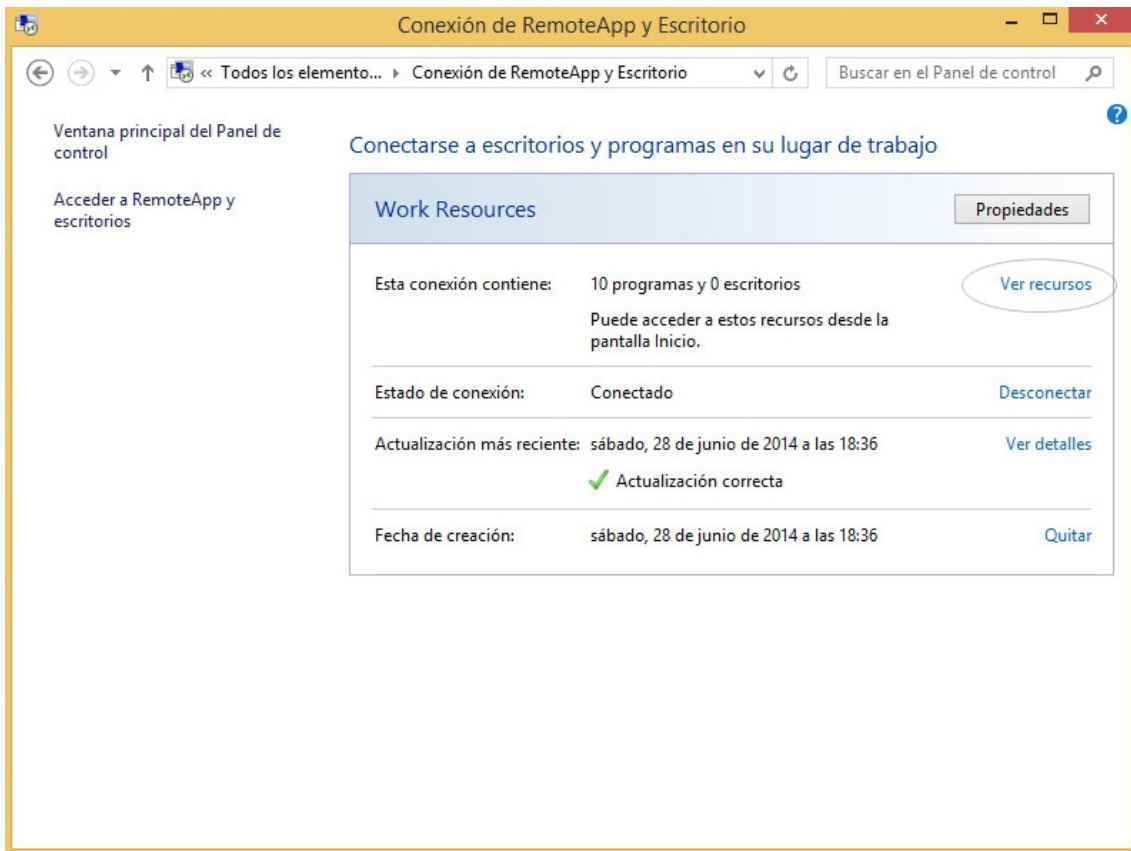 Conexión de RemoteApp y Escritorio
« Todos los elemento... ▸ Conexión de RemoteApp y Escritorio
Buscar en el Panel de control
Ventana principal del Panel de
control
Acceder a RemoteApp y
escritorios
Conectarse a escritorios y programas en su lugar de trabajo
Work Resources
Propiedades
Esta conexión contiene: 10 programas y 0 escritorios Ver recursos
Puede acceder a estos recursos desde la
pantalla Inicio.
Estado de conexión: Conectado Desconectar
Actualización más reciente: sábado, 28 de junio de 2014 a las 18:36 Ver detalles
Actualización correcta
Fecha de creación: sábado, 28 de junio de 2014 a las 18:36 Quitar